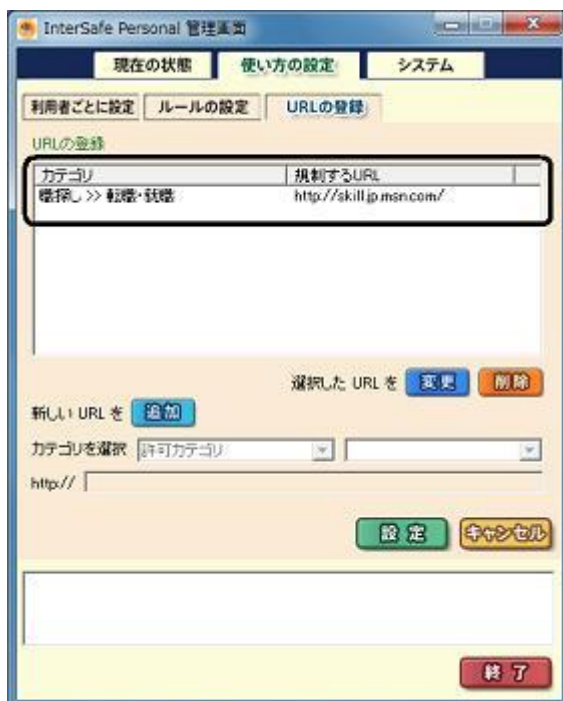 InterSafe Personal 管理画面
現在の状態 使い方の設定 システム
利用者ごとに設定 ルールの設定 URLの登録
URLの登録
カテゴリ 規制するURL
職探し >> 転職・就職 http://skill.jp.msn.com/
選択した URL を 変更 削除
新しい URL を 追加
カテゴリを選択 許可カテゴリ
http://
設定 キャンセル
終了